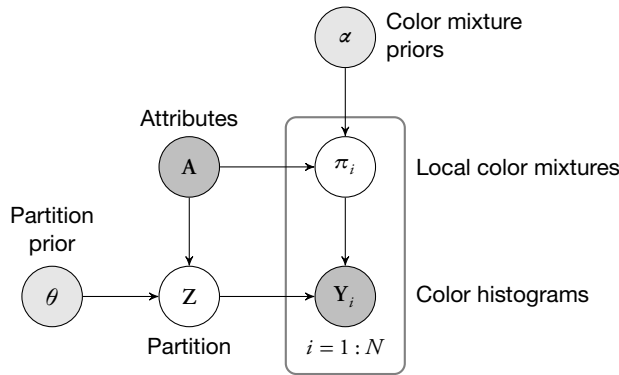 α
Color mixture
priors
Attributes
A
π_i
Local color mixtures
Partition
prior
θ
Z
Y_i
Color histograms
Partition
i = 1 : N